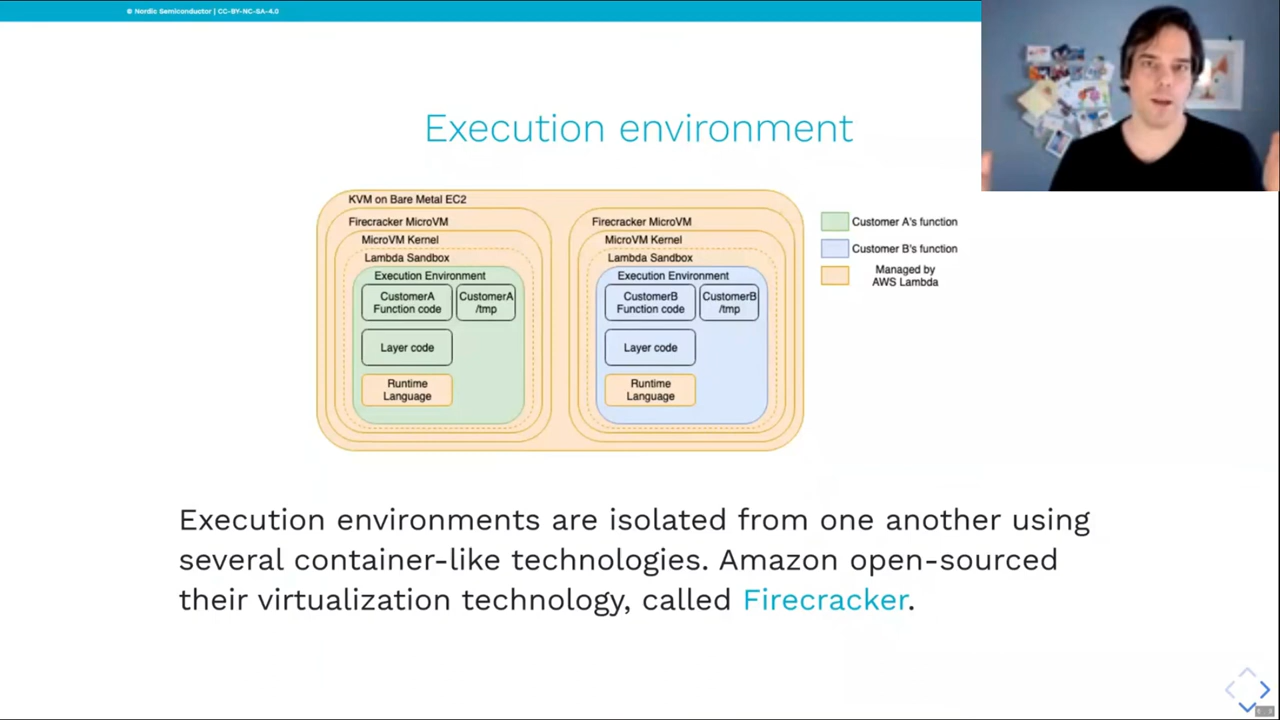 © Nordic Semiconductor | CC-BY-NC-SA-4.0
Execution environment
KVM on Bare Metal EC2
Firecracker MicroVM
MicroVM Kernel
Lambda Sandbox
Execution Environment
CustomerA
Function code
CustomerA
/tmp
Layer code
Runtime
Language
Firecracker MicroVM
MicroVM Kernel
Lambda Sandbox
Execution Environment
CustomerB
Function code
CustomerB
/tmp
Layer code
Runtime
Language
Customer A's function
Customer B's function
Managed by
AWS Lambda
Execution environments are isolated from one another using
several container-like technologies. Amazon open-sourced
their virtualization technology, called Firecracker.